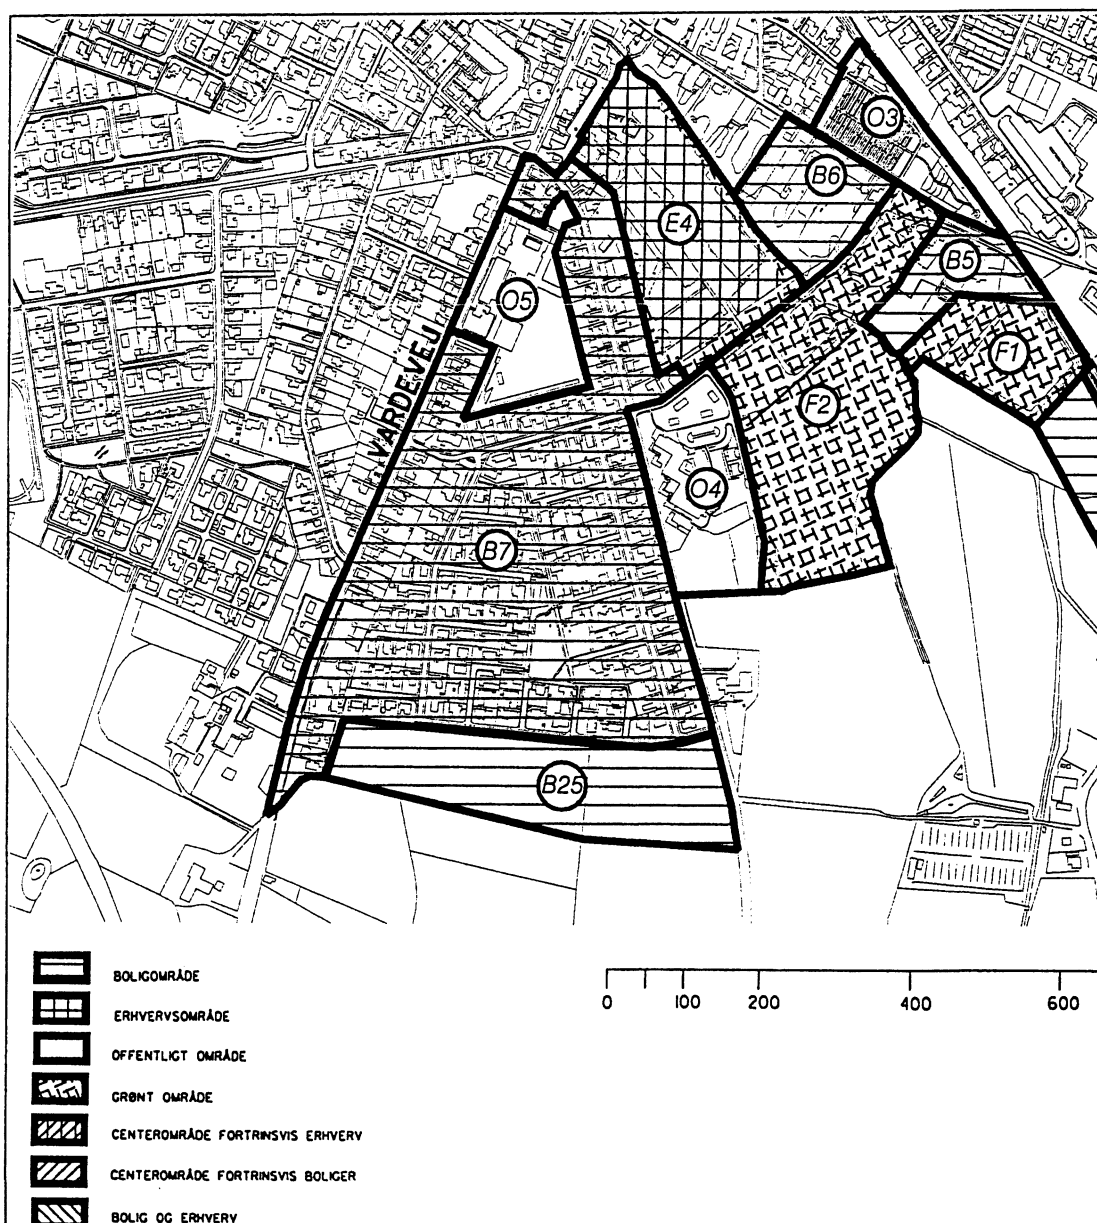 O3
B6
E4
B5
O5
F1
F2
VARDEVEJ
O4
B7
B25
BOLIGOMRÅDE
ERHVERVSOMRÅDE
OFFENTLIGT OMRÅDE
GRØNT OMRÅDE
CENTEROMRÅDE FORTRINSVIS ERHVERV
CENTEROMRÅDE FORTRINSVIS BOLIGER
BOLIG OG ERHVERV
0 100 200 400 600